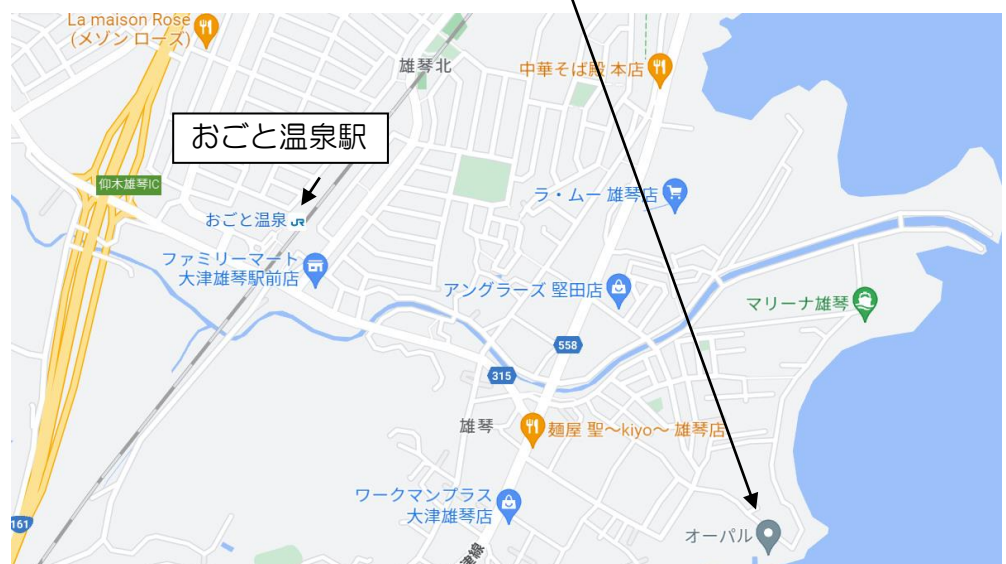 La maison Rose
(メゾン ローズ)
雄琴北
中華そば殿 本店
おごと温泉駅
仰木雄琴IC
ラ・ムー 雄琴店
おごと温泉 JR
ファミリーマート
大津雄琴駅前店
アングラーズ 堅田店
マリーナ雄琴
558
315
雄琴
麺屋 聖〜kiyo〜 雄琴店
ワークマンプラス
大津雄琴店
161
オーパル
津線